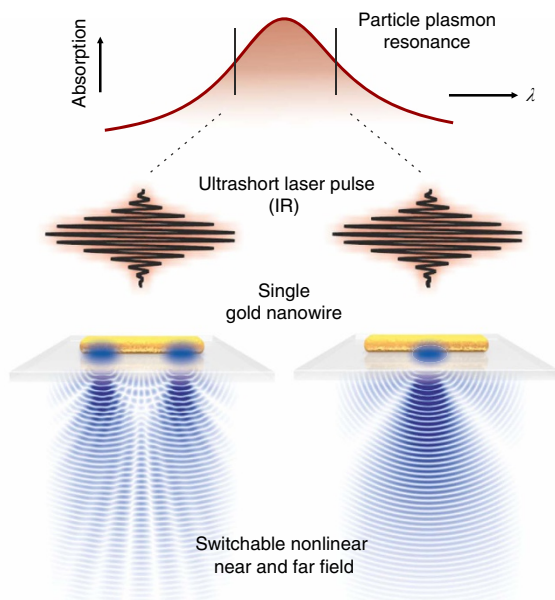 Particle plasmon
resonance
Absorption
λ
Ultrashort laser pulse
(IR)
Single
gold nanowire
Switchable nonlinear
near and far field